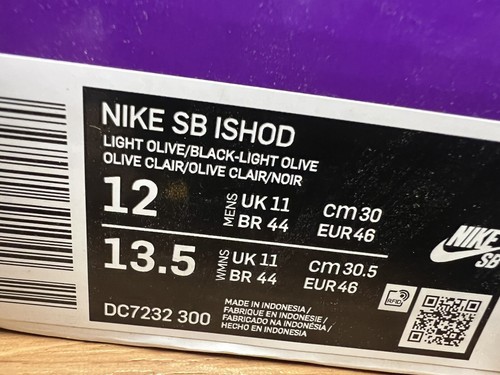 NIKE SB ISHOD
LIGHT OLIVE/BLACK-LIGHT OLIVE
OLIVE CLAIR/OLIVE CLAIR/NOIR
12
MENS
UK 11
BR 44
cm 30
EUR 46
13.5
WMNS
UK 11
BR 44
cm 30.5
EUR 46
NIKE
SB
DC7232 300
MADE IN INDONESIA/
FABRIQUE EN INDONESIE/
FABRICADO NA INDONÉSIA/
HECHO EN INDONESIA
RFID